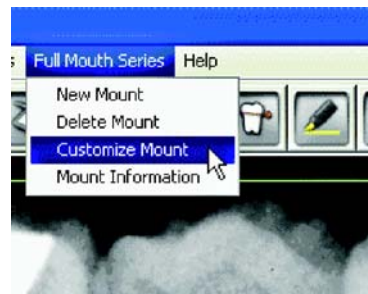 Full Mouth Series Help
New Mount
Delete Mount
Customize Mount
Mount Information